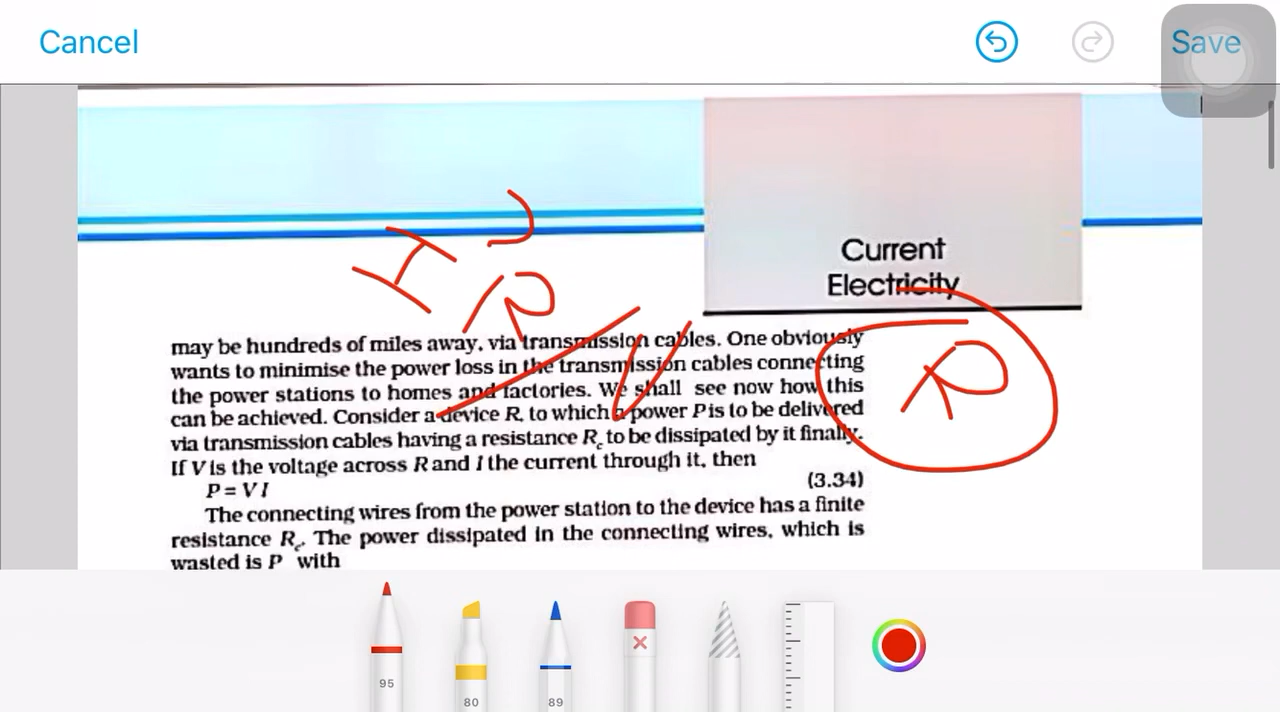 Cancel
Save
Current
Electricity
I
R
V
R
may be hundreds of miles away, via transmission cables. One obviously
wants to minimise the power loss in the transmission cables connecting
the power stations to homes and factories. We shall see now how this
can be achieved. Consider a device R, to which a power P is to be delivered
via transmission cables having a resistance Rc to be dissipated by it finally.
If V is the voltage across R and I the current through it, then
P = V I (3.34)
The connecting wires from the power station to the device has a finite
resistance Rc. The power dissipated in the connecting wires, which is
wasted is P with
95
80
89